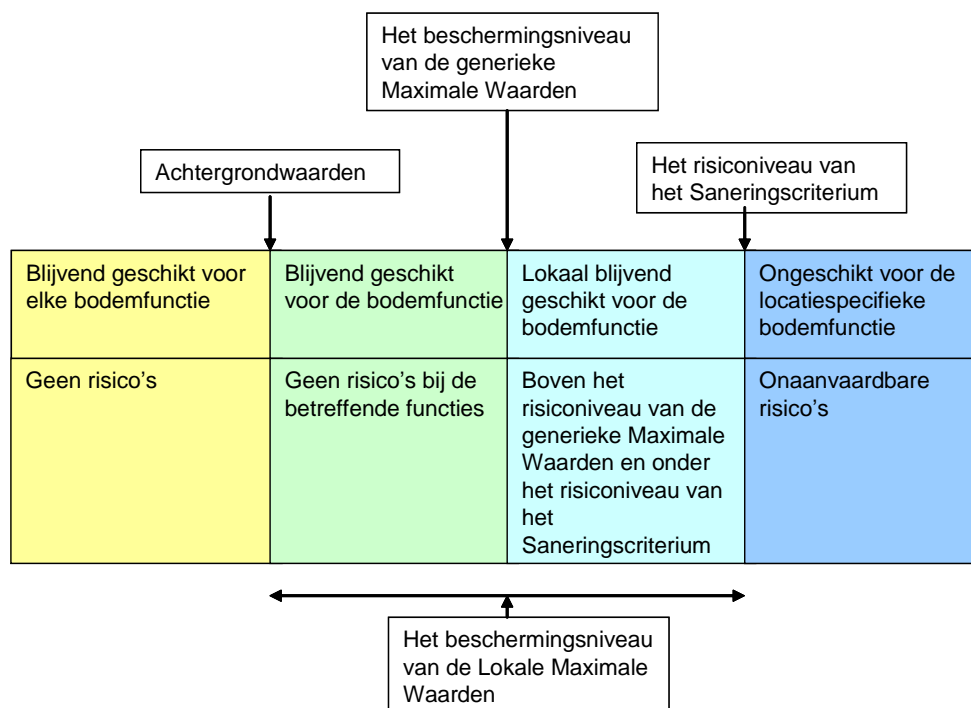 Het beschermingsniveau
van de generieke
Maximale Waarden
Achtergrondwaarden
Het risiconiveau van
het Saneringscriterium
Blijvend geschikt voor
elke bodemfunctie
Blijvend geschikt
voor de bodemfunctie
Lokaal blijvend
geschikt voor de
bodemfunctie
Ongeschikt voor de
locatiespecifieke
bodemfunctie
Geen risico's
Geen risico's bij de
betreffende functies
Boven het
risiconiveau van de
generieke Maximale
Waarden en onder
het risiconiveau van
het
Saneringscriterium
Onaanvaardbare
risico's
Het beschermingsniveau
van de Lokale Maximale
Waarden